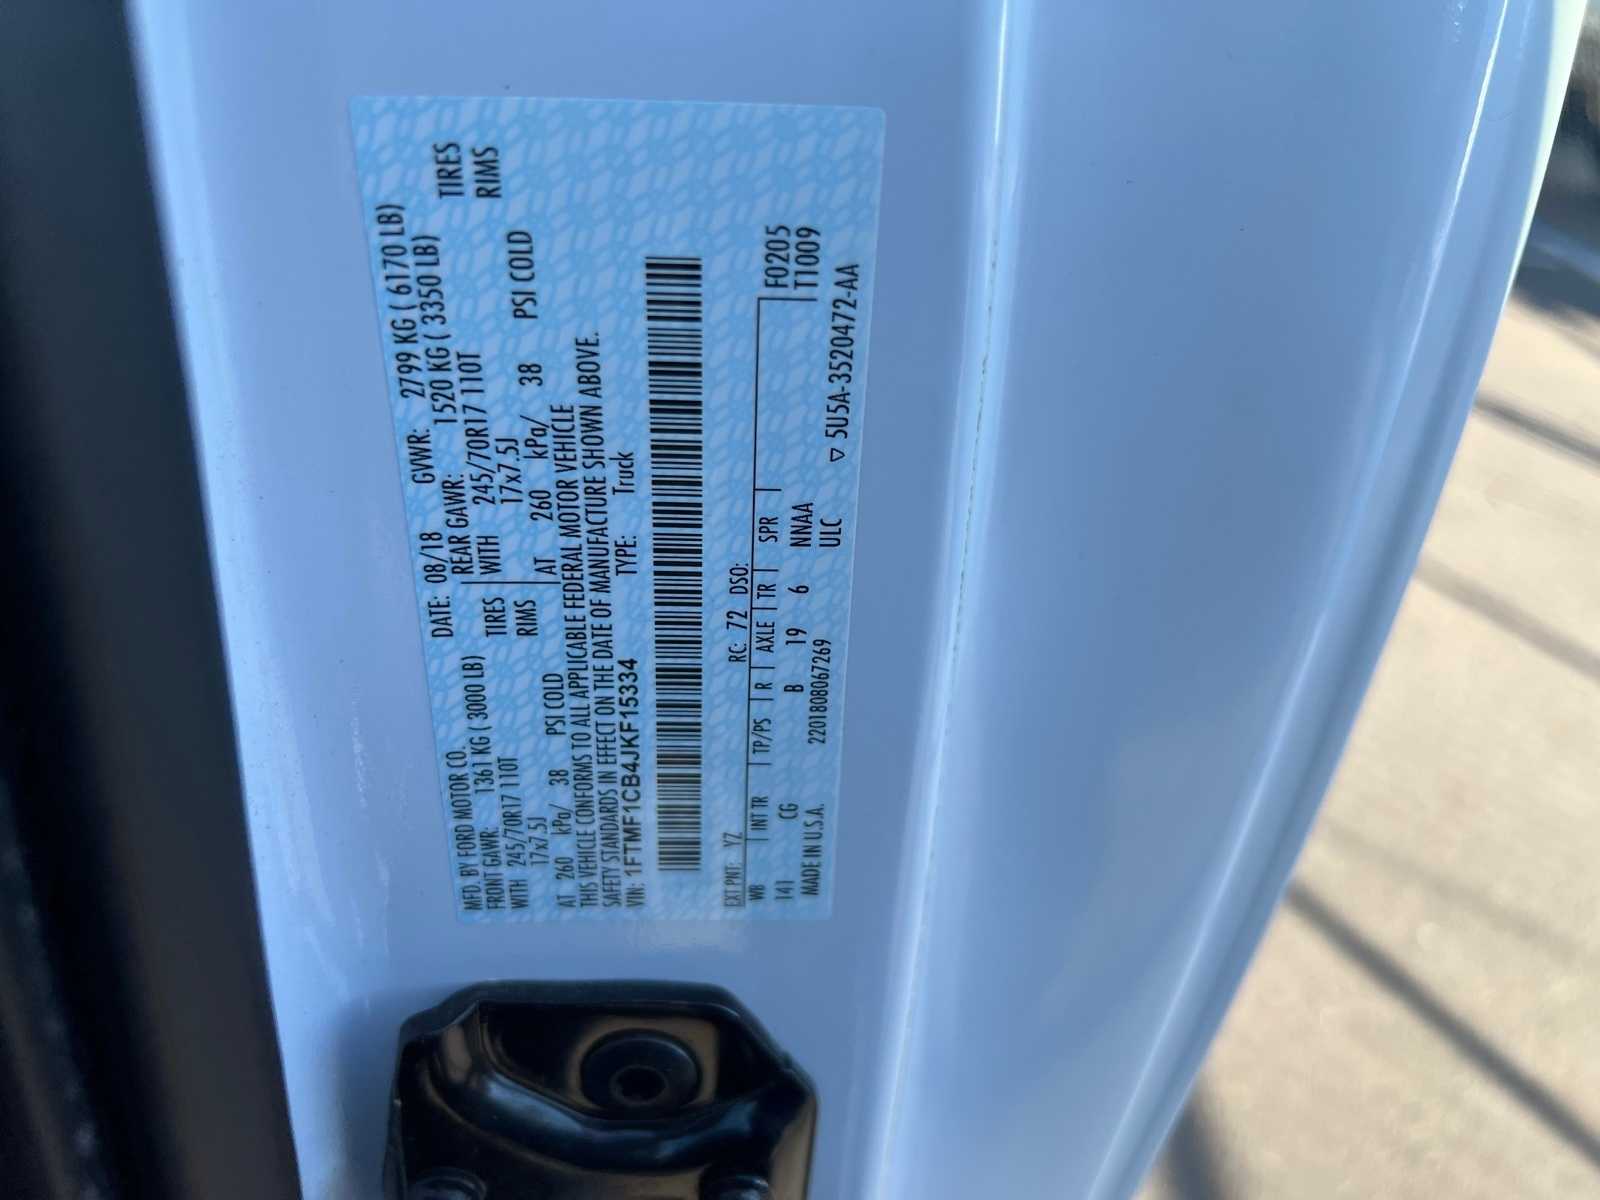 MFD. BY FORD MOTOR CO. DATE: 08/18 GVWR: 2799 KG ( 6170 LB)
FRONT GAWR: 1361 KG ( 3000 LB) REAR GAWR: 1520 KG ( 3350 LB)
WITH 245/70R17 110T TIRES WITH 245/70R17 110T TIRES
17x7.5J RIMS 17x7.5J RIMS
AT 260 kPa/ 38 PSI COLD AT 260 kPa/ 38 PSI COLD
THIS VEHICLE CONFORMS TO ALL APPLICABLE FEDERAL MOTOR VEHICLE
SAFETY STANDARDS IN EFFECT ON THE DATE OF MANUFACTURE SHOWN ABOVE.
VIN: 1FTMF1CB4JKF15334 TYPE: Truck
EXT PNT: YZ RC: 72 DSO:
WB INT TR TP/PS R AXLE TR SPR F0205
141 CG B 19 6 NNAA T1009
MADE IN U.S.A. 2201808067269 ULC
▽ 5U5A-3520472-AA